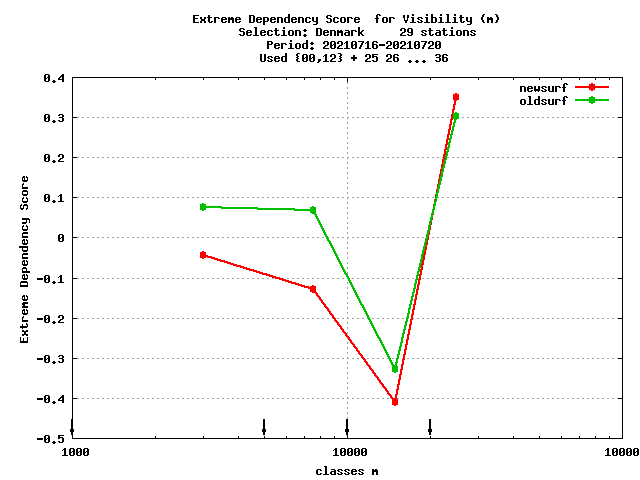 Extreme Dependency Score  for Visibility (m)
Selection: Denmark     29 stations
Period: 20210716-20210720
Used {00,12} + 25 26 ... 36
newsurf
oldsurf
0.4
0.3
0.2
0.1
0
-0.1
-0.2
-0.3
-0.4
-0.5
Extreme Dependency Score
1000 10000 10000
classes m